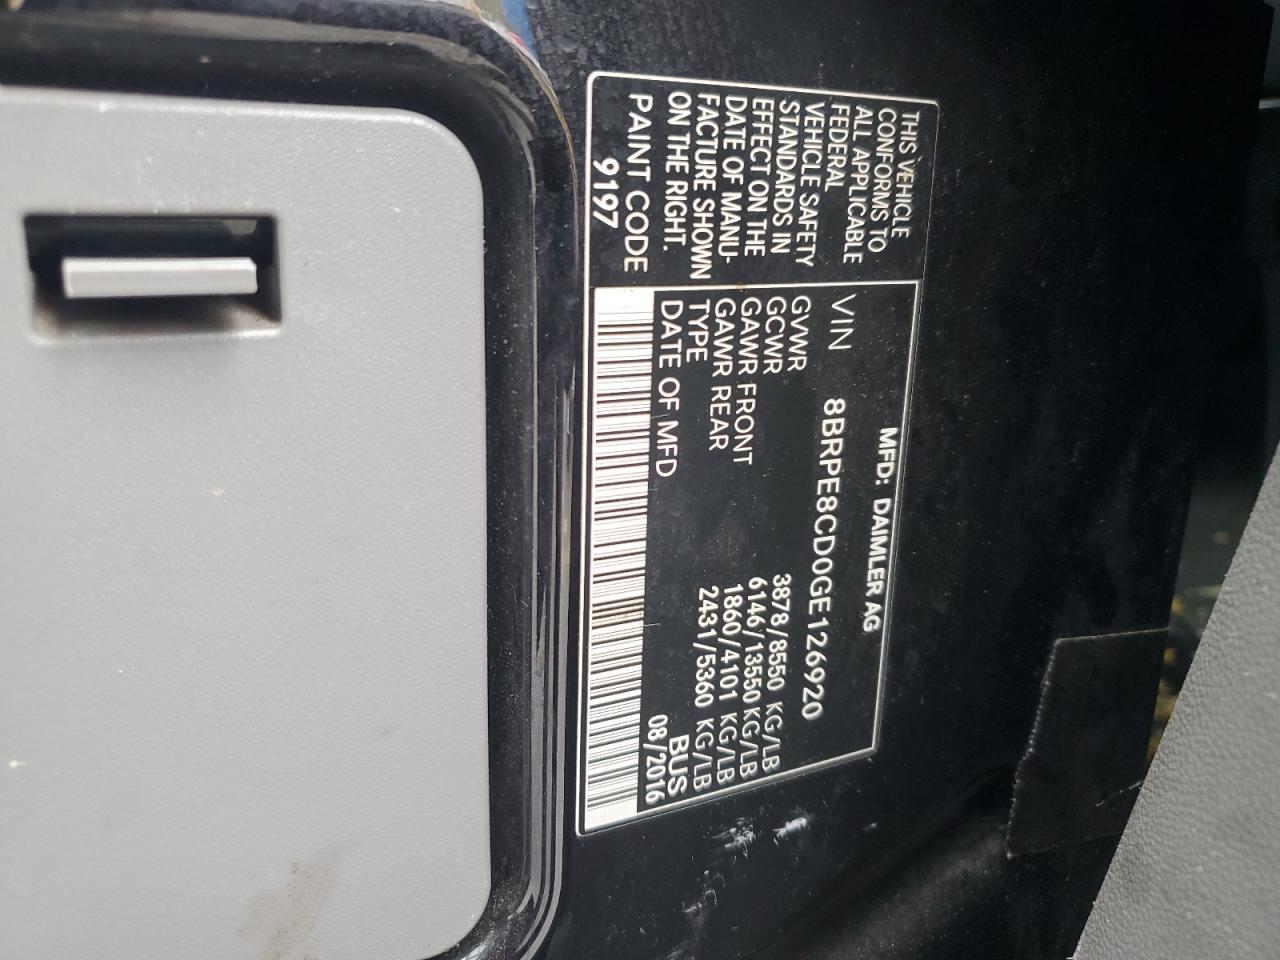 THIS VEHICLE
CONFORMS TO
ALL APPLICABLE
FEDERAL
VEHICLE SAFETY
STANDARDS IN
EFFECT ON THE
DATE OF MANU-
FACTURE SHOWN
ON THE RIGHT.
PAINT CODE
9197
MFD: DAIMLER AG
VIN 8BRPE8CD0GE126920
GVWR 3878/8550 KG/LB
GCWR 6146/13550 KG/LB
GAWR FRONT 1860/4101 KG/LB
GAWR REAR 2431/5360 KG/LB
TYPE BUS
DATE OF MFD 08/2016